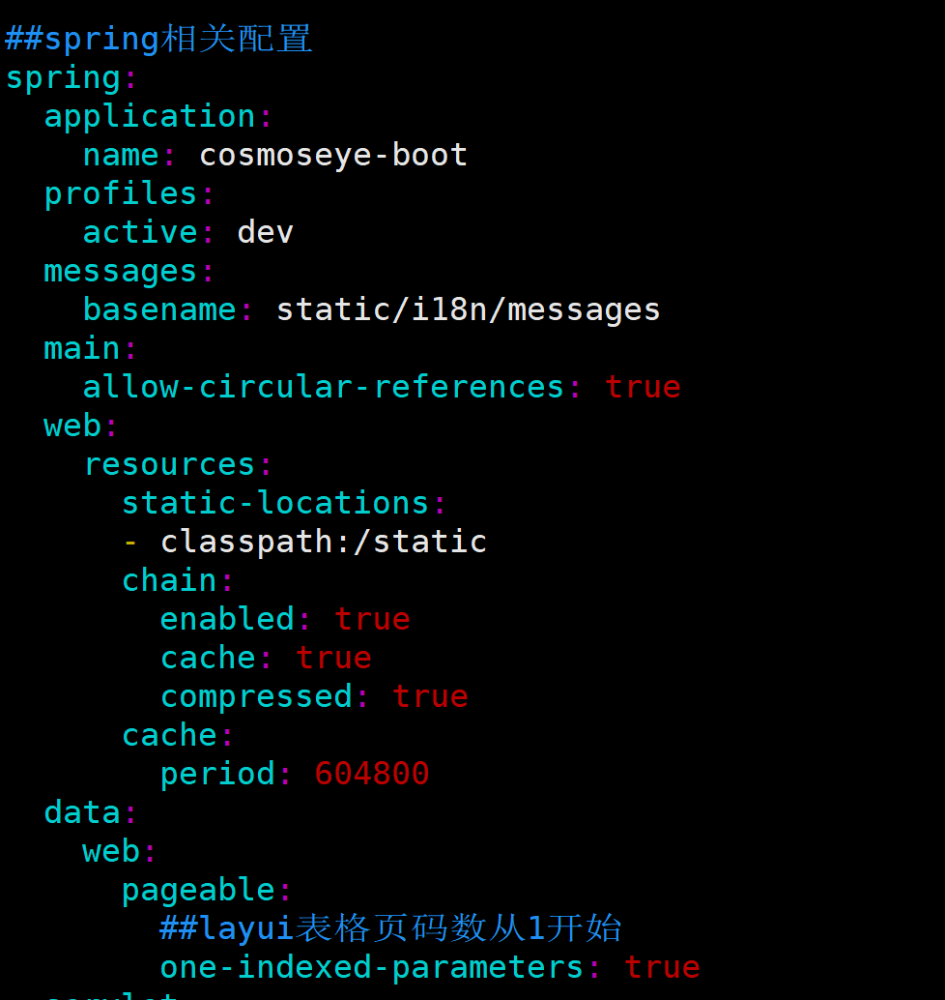 ##spring相关配置
spring:
  application:
    name: cosmoseye-boot
  profiles:
    active: dev
  messages:
    basename: static/i18n/messages
  main:
    allow-circular-references: true
  web:
    resources:
      static-locations:
      - classpath:/static
      chain:
        enabled: true
        cache: true
        compressed: true
      cache:
        period: 604800
  data:
    web:
      pageable:
        ##layui表格页码数从1开始
        one-indexed-parameters: true